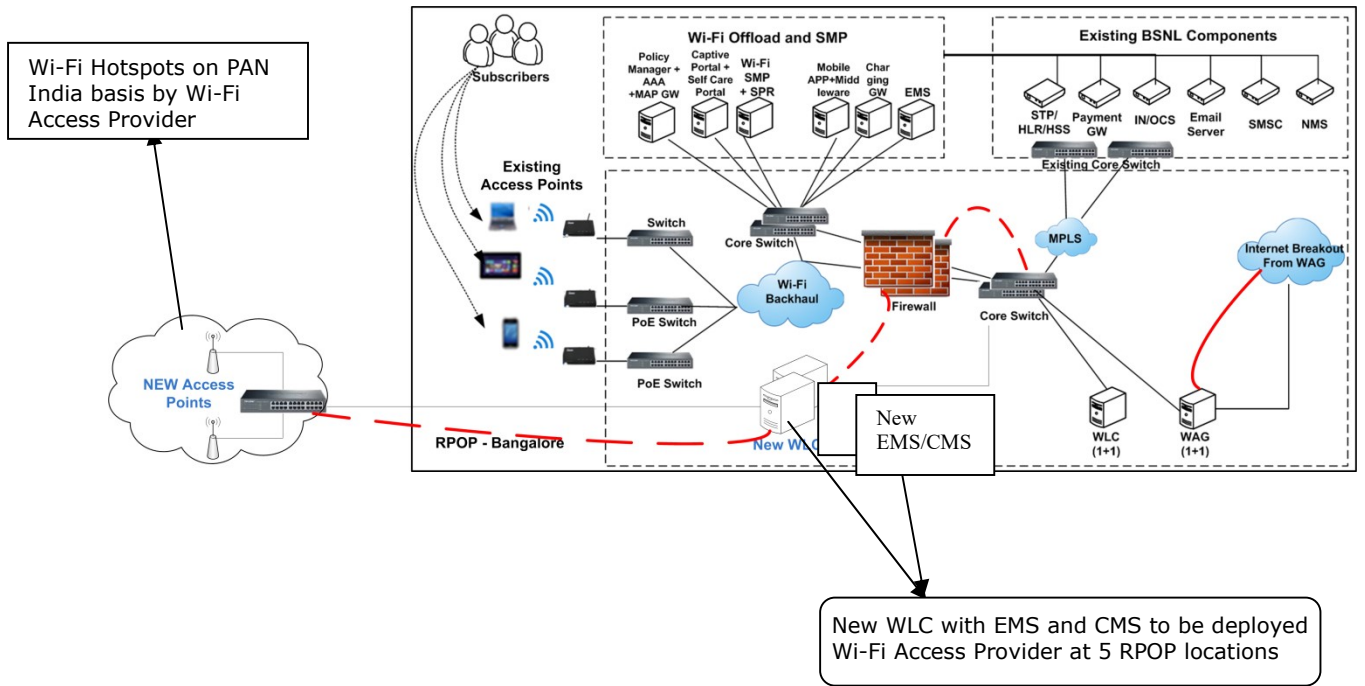 Wi-Fi Hotspots on PAN
India basis by Wi-Fi
Access Provider
Subscribers
Wi-Fi Offload and SMP
Policy
Manager +
AAA
+MAP GW
Captive
Portal +
Self Care
Portal
Wi-Fi
SMP
+ SPR
Mobile
APP+Midd
leware
Char
ging
GW
EMS
Existing BSNL Components
STP/
HLR/HSS
Payment
GW
IN/OCS
Email
Server
SMSC
NMS
Existing Core Switch
Existing
Access Points
Switch
PoE Switch
PoE Switch
Core Switch
Wi-Fi
Backhaul
Firewall
MPLS
Core Switch
Internet Breakout
From WAG
NEW Access
Points
RPOP - Bangalore
New WLC
New
EMS/CMS
WLC
(1+1)
WAG
(1+1)
New WLC with EMS and CMS to be deployed
Wi-Fi Access Provider at 5 RPOP locations